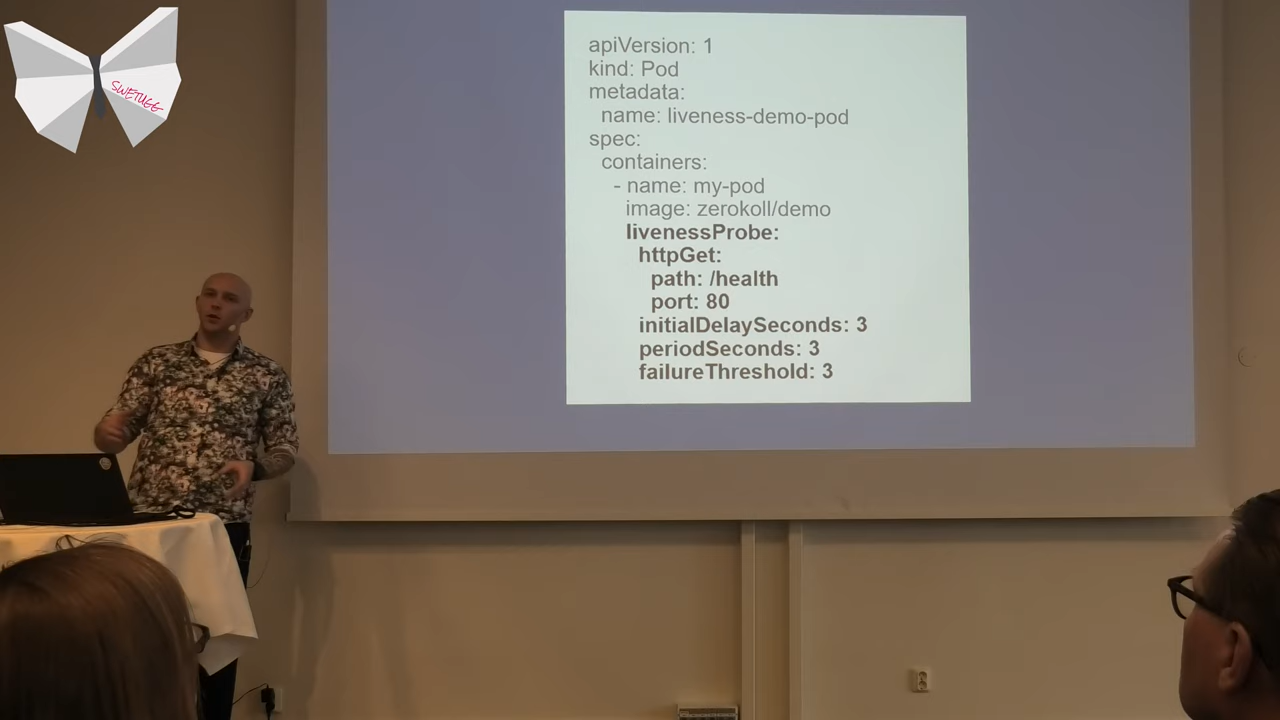 SWETUGG
apiVersion: 1
kind: Pod
metadata:
name: liveness-demo-pod
spec:
containers:
- name: my-pod
image: zerokoll/demo
livenessProbe:
httpGet:
path: /health
port: 80
initialDelaySeconds: 3
periodSeconds: 3
failureThreshold: 3